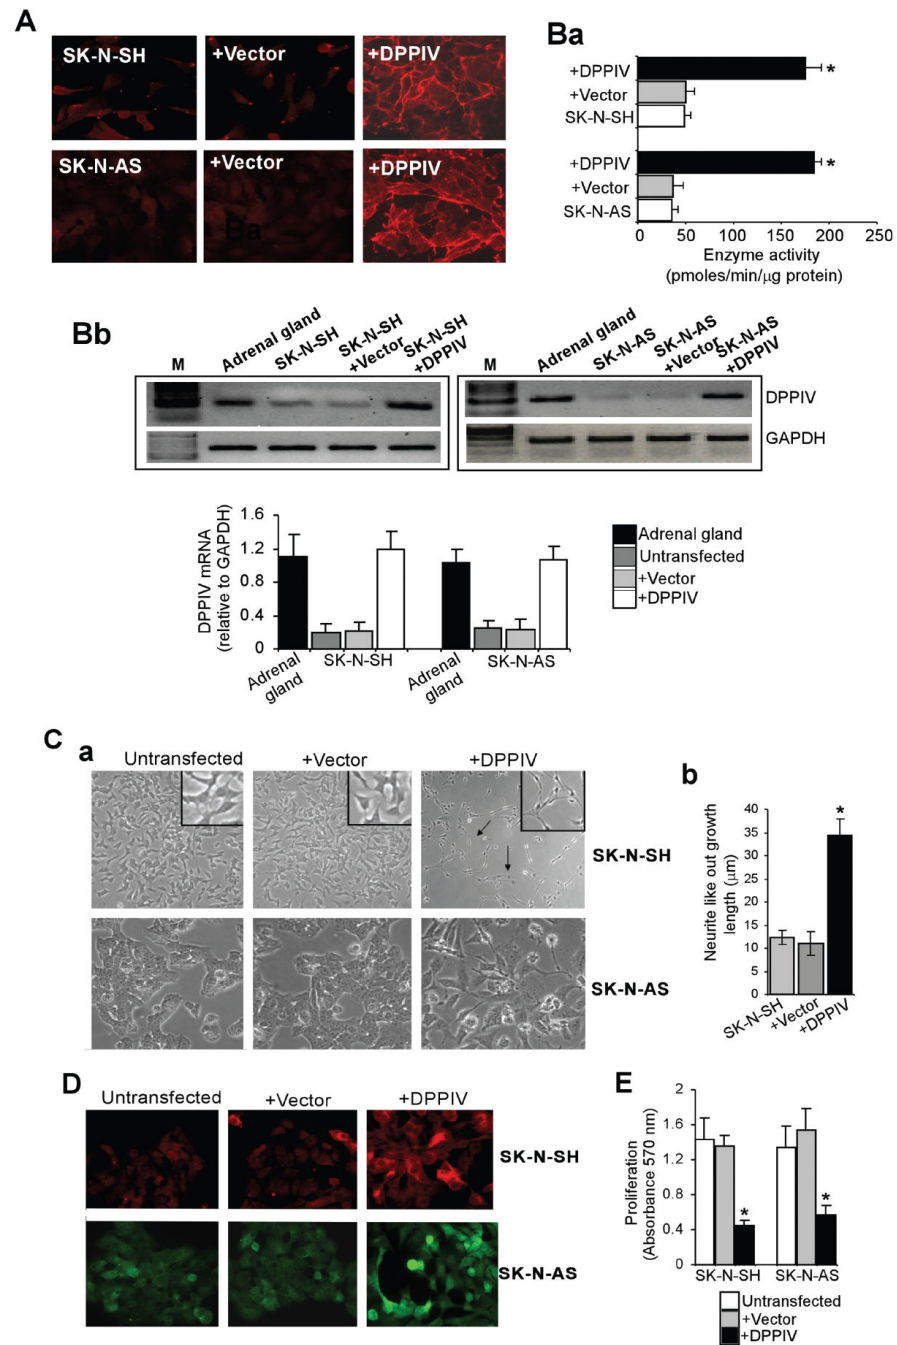 A
SK-N-SH
+Vector
+DPPIV
SK-N-AS
+Vector
+DPPIV
Ba
Ba
+DPPIV
*
+Vector
SK-N-SH
+DPPIV
*
+Vector
SK-N-AS
0 50 100 150 200 250
Enzyme activity
(pmoles/min/μg protein)
Bb
M
Adrenal gland
SK-N-SH
SK-N-SH
+Vector
SK-N-SH
+DPPIV
M
Adrenal gland
SK-N-AS
SK-N-AS
+Vector
SK-N-AS
+DPPIV
DPPIV
GAPDH
DPPIV mRNA
(relative to GAPDH)
1.6
1.2
0.8
0.4
0
Adrenal
gland
SK-N-SH
Adrenal
gland
SK-N-AS
Adrenal gland
Untransfected
+Vector
+DPPIV
C
a
Untransfected
+Vector
+DPPIV
SK-N-SH
SK-N-AS
b
Neurite like out growth
length (μm)
40
35
30
25
20
15
10
5
0
*
SK-N-SH
+Vector
+DPPIV
D
Untransfected
+Vector
+DPPIV
SK-N-SH
SK-N-AS
E
Proliferation
(Absorbance 570 nm)
2
1.6
1.2
0.8
0.4
0
*
*
SK-N-SH
SK-N-AS
Untransfected
+Vector
+DPPIV